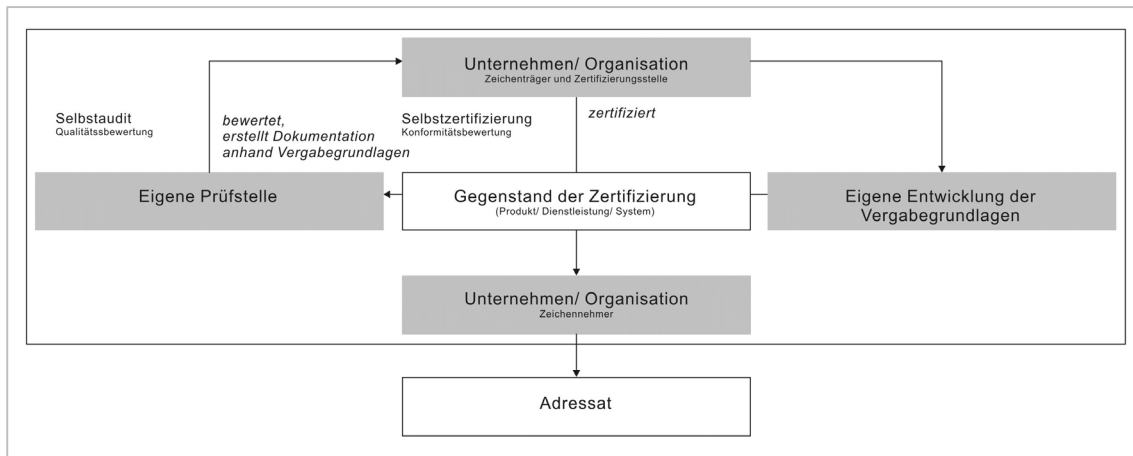 Unternehmen/ Organisation
Zeichenträger und Zertifizierungsstelle
Selbstaudit
Qualitätssbewertung
bewertet,
erstellt Dokumentation
anhand Vergabegrundlagen
Selbstzertifizierung
Konformitätsbewertung
zertifiziert
Eigene Prüfstelle
Gegenstand der Zertifizierung
(Produkt/ Dienstleistung/ System)
Eigene Entwicklung der
Vergabegrundlagen
Unternehmen/ Organisation
Zeichennehmer
Adressat